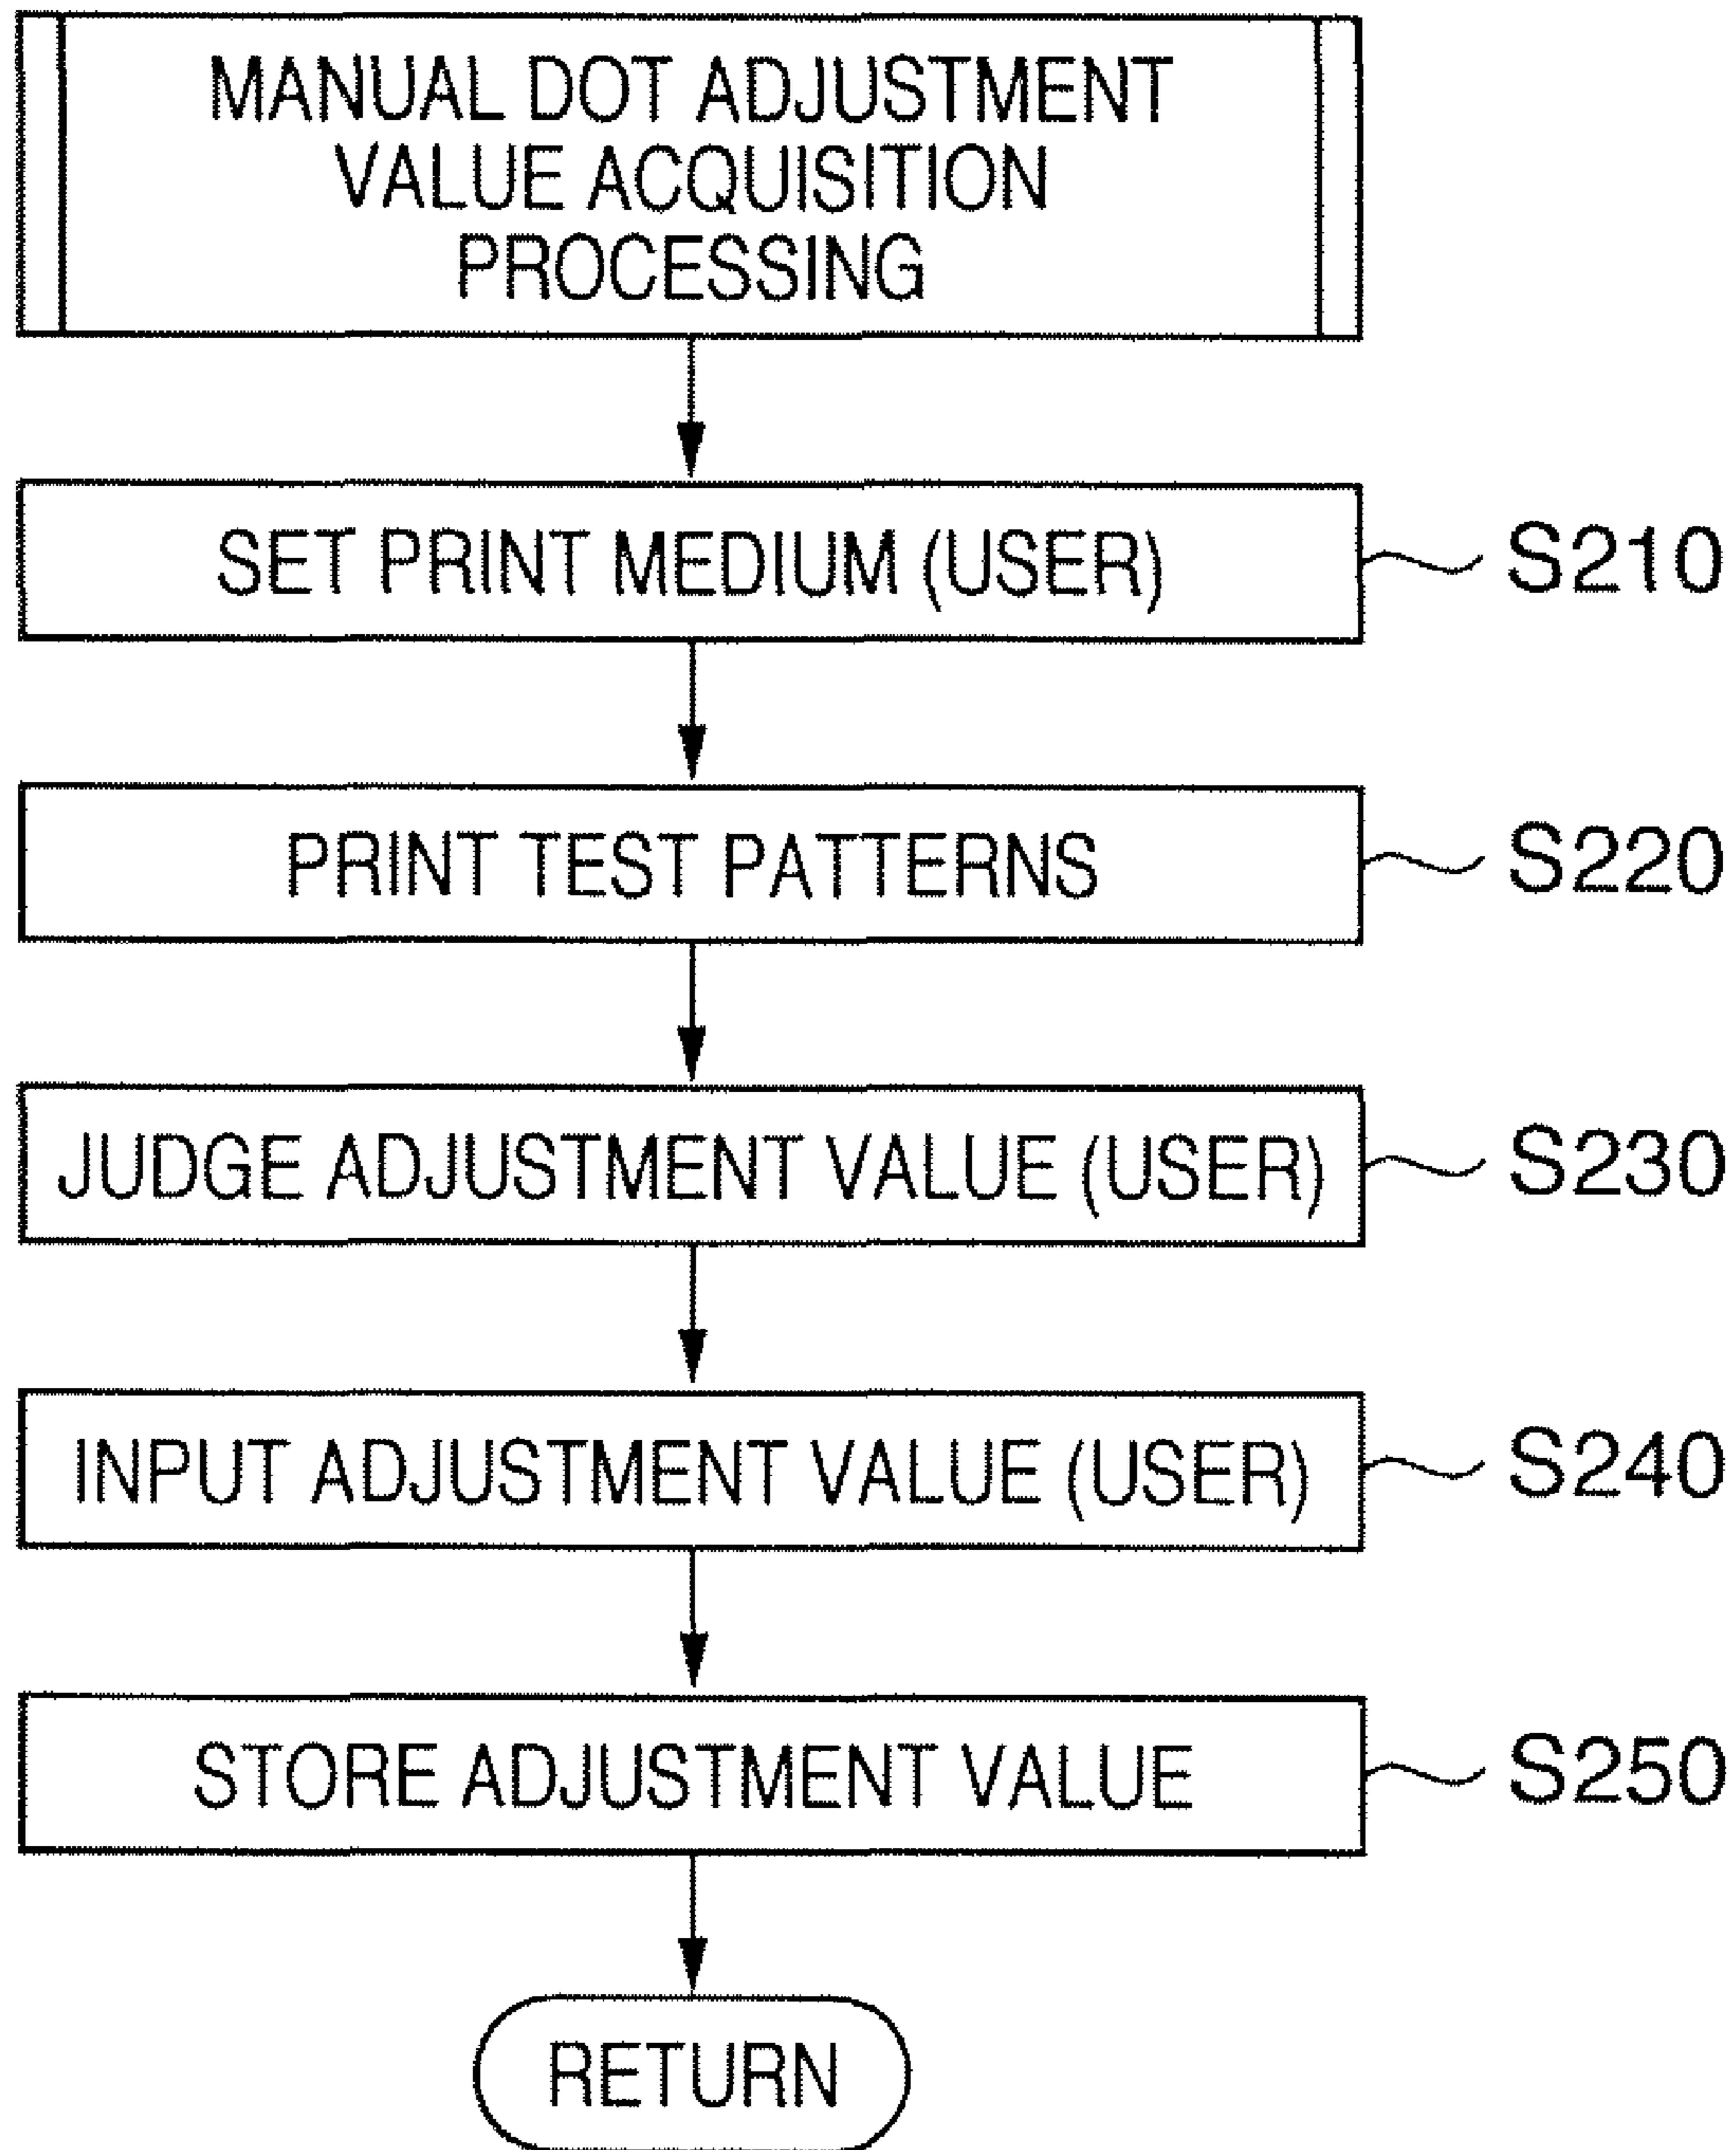 MANUAL DOT ADJUSTMENT
VALUE ACQUISITION
PROCESSING
SET PRINT MEDIUM (USER)
S210
PRINT TEST PATTERNS
S220
JUDGE ADJUSTMENT VALUE (USER)
S230
INPUT ADJUSTMENT VALUE (USER)
S240
STORE ADJUSTMENT VALUE
S250
RETURN